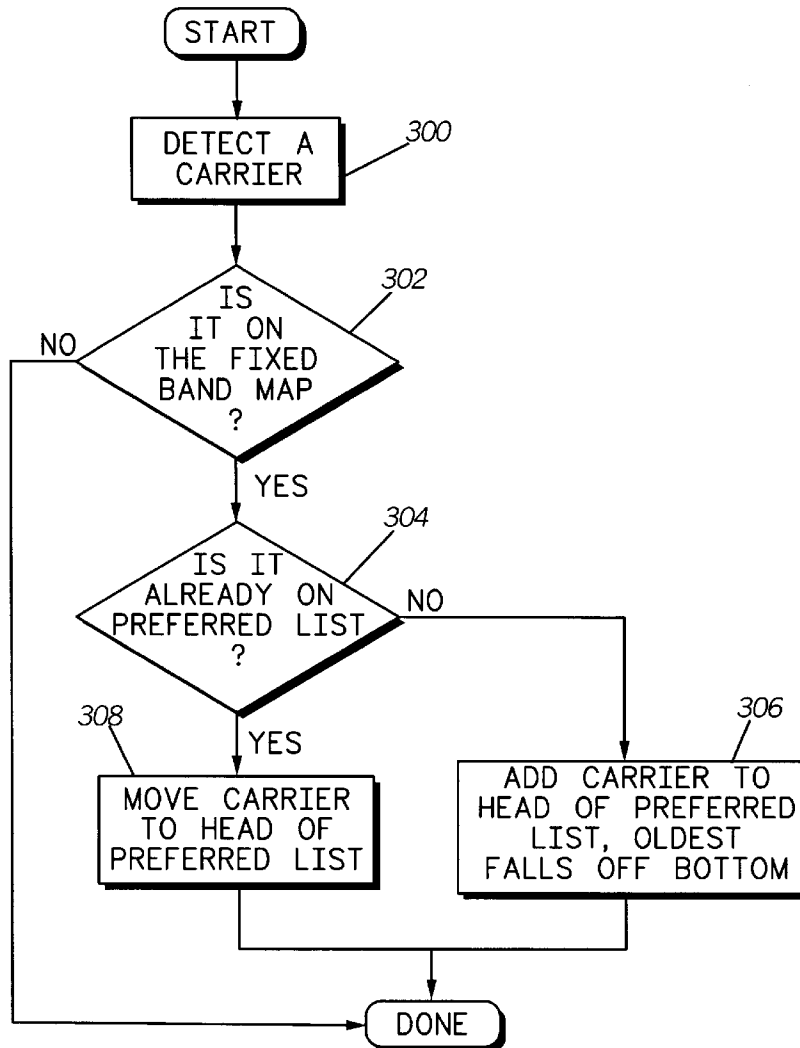 START
DETECT A
CARRIER
300
IS
IT ON
THE FIXED
BAND MAP
?
302
NO
YES
IS IT
ALREADY ON
PREFERRED LIST
?
304
NO
YES
308
MOVE CARRIER
TO HEAD OF
PREFERRED LIST
306
ADD CARRIER TO
HEAD OF PREFERRED
LIST, OLDEST
FALLS OFF BOTTOM
DONE